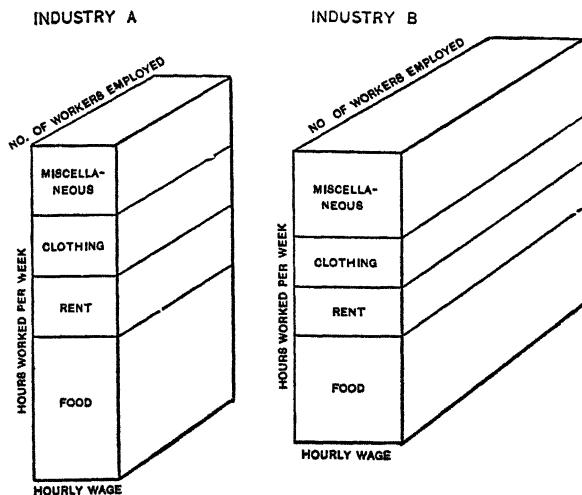 INDUSTRY A
NO. OF WORKERS EMPLOYED
HOURS WORKED PER WEEK
MISCELLA-
NEOUS
CLOTHING
RENT
FOOD
HOURLY WAGE
INDUSTRY B
NO OF WORKERS EMPLOYED
HOURS WORKED PER WEEK
MISCELLA-
NEOUS
CLOTHING
RENT
FOOD
HOURLY WAGE